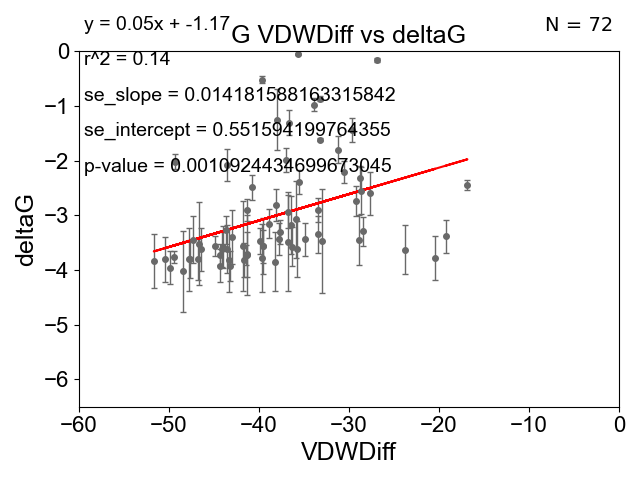 y = 0.05x + -1.17
N = 72
G VDWDiff vs deltaG
r^2 = 0.14
se_slope = 0.014181588163315842
se_intercept = 0.551594199764355
p-value = 0.0010924434699673045
0
−1
−2
−3
−4
−5
−6
deltaG
−60
−50
−40
−30
−20
−10
0
VDWDiff